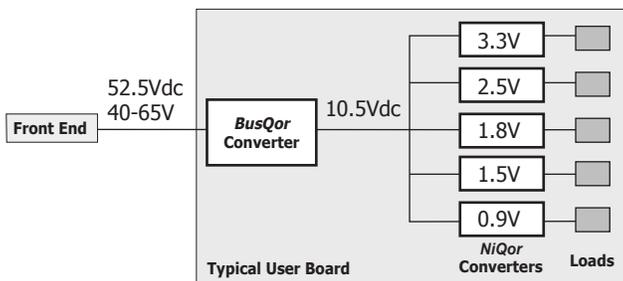 52.5Vdc
40-65V
Front End
BusQor
Converter
10.5Vdc
3.3V
2.5V
1.8V
1.5V
0.9V
NiQor
Converters
Loads
Typical User Board